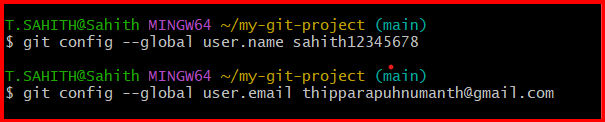 T.SAHITH@Sahith MINGW64 ~/my-git-project (main)
$ git config --global user.name sahith12345678
T.SAHITH@Sahith MINGW64 ~/my-git-project (main)
$ git config --global user.email thipparapuhnumanth@gmail.com